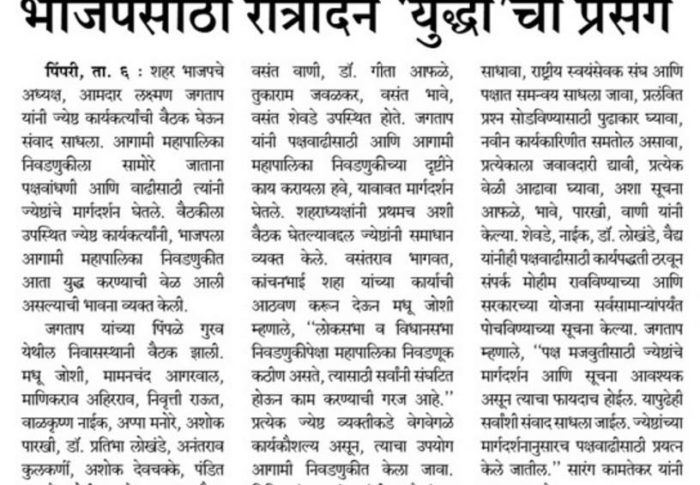 भाजपसाठी रात्रंदिन 'युद्धा'चा प्रसंग
पिंपरी, ता. ६ : शहर भाजपचे
अध्यक्ष, आमदार लक्ष्मण जगताप
यांनी ज्येष्ठ कार्यकर्त्यांची बैठक घेऊन
संवाद साधला. आगामी महापालिका
निवडणुकीला सामोरे जाताना
पक्षबांधणी आणि वाढीसाठी त्यांनी
ज्येष्ठांचे मार्गदर्शन घेतले. वैठकीला
उपस्थित ज्येष्ठ कार्यकर्त्यांनी, भाजपला
आगामी महापालिका निवडणुकीत
आता युद्ध करण्याची वेळ आली
असल्याची भावना व्यक्त केली.
जगताप यांच्या पिंपळे गुरव
येथील निवासस्थानी बैठक झाली.
मधू जोशी, मामनचंद आगरवाल,
माणिकराव अहिरराव, निवृत्ती राऊत,
वाळकृष्ण नाईक, अप्पा मनोरे, अशोक
पारखी, डॉ. प्रतिभा लोखंडे, अनंतराव
कुलकर्णी, अशोक देवचक्के, पंडित
वसंत वाणी, डॉ. गीता आफळे,
तुकाराम जवळकर, वसंत भावे,
वसंत शेवडे उपस्थित होते. जगताप
यांनी पक्षवाढीसाठी आणि आगामी
महापालिका निवडणुकीच्या दृष्टीने
काय करायला हवे, यावावत मार्गदर्शन
घेतले. शहराध्यक्षांनी प्रथमच अशी
बैठक घेतल्यावद्दल ज्येष्ठांनी समाधान
व्यक्त केले. वसंतराव भागवत,
कांचनभाई शहा यांच्या कार्याची
आठवण करून देऊन मधू जोशी
म्हणाले, ''लोकसभा व विधानसभा
निवडणुकीपेक्षा महापालिका निवडणूक
कठीण असते, त्यासाठी सर्वांनी संघटित
होऊन काम करण्याची गरज आहे.''
प्रत्येक ज्येष्ठ व्यक्तीकडे वेगवेगळे
कार्यकौशल्य असून, त्याचा उपयोग
आगामी निवडणुकीत केला जावा.
साधावा, राष्ट्रीय स्वयंसेवक संघ आणि
पक्षात समन्वय साधला जावा, प्रलंवित
प्रश्न सोडविण्यासाठी पुढाकार घ्यावा,
नवीन कार्यकारिणीत समतोल असावा,
प्रत्येकाला जवावदारी द्यावी, प्रत्येक
वेळी आढावा घ्यावा, अशा सूचना
आफळे, भावे, पारखी, वाणी यांनी
केल्या. शेवडे, नाईक, डॉ. लोखंडे, वैद्य
यांनीही पक्षवाढीसाठी कार्यपद्धती ठरवून
संपर्क मोहीम रावविण्याच्या आणि
सरकारच्या योजना सर्वसामान्यांपर्यंत
पोचविण्याच्या सूचना केल्या. जगताप
म्हणाले, ''पक्ष मजवुतीसाठी ज्येष्ठांचे
मार्गदर्शन आणि सूचना आवश्यक
असून त्याचा फायदाच होईल. यापुढेही
सर्वांशी संवाद साधला जाईल. ज्येष्ठांच्या
मार्गदर्शनानुसारच पक्षवाढीसाठी प्रयत्न
केले जातील.'' सारंग कामतेकर यांनी